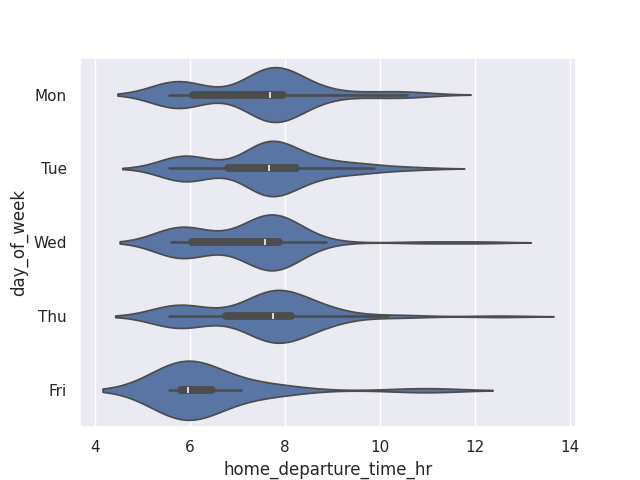 Mon
Tue
Wed
Thu
Fri
day_of_week
4 6 8 10 12 14
home_departure_time_hr